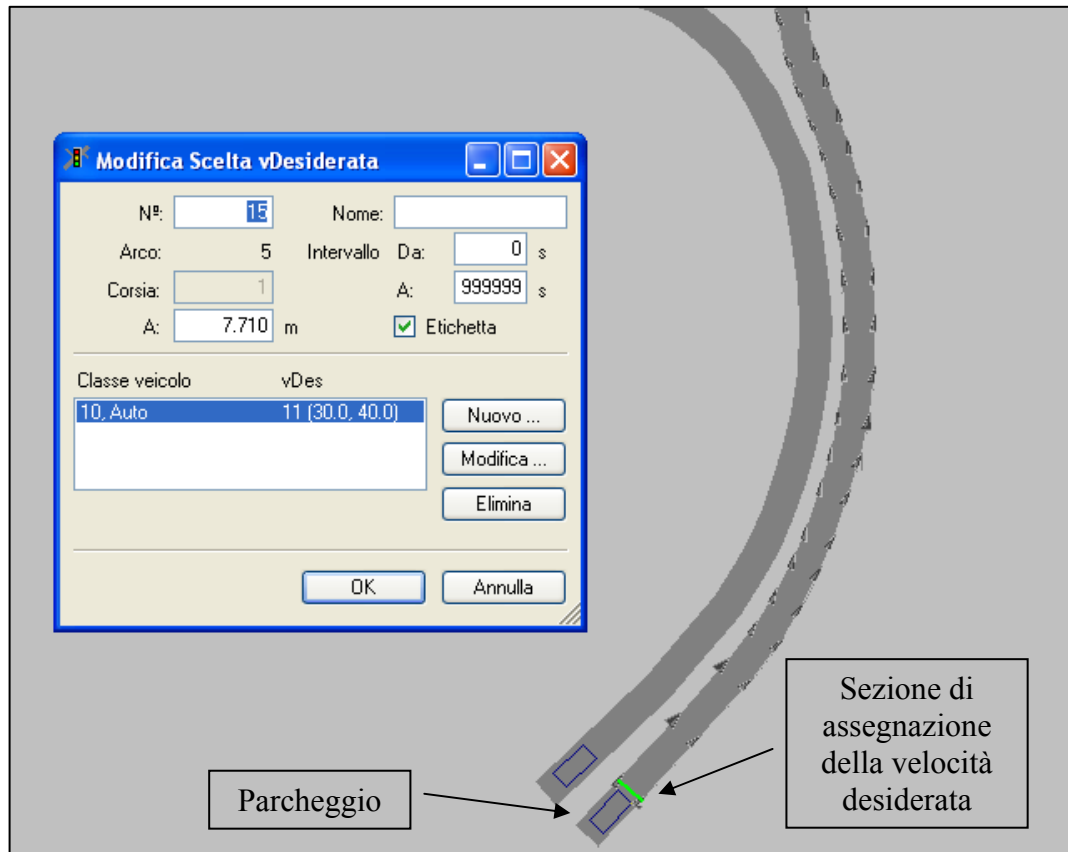 Modifica Scelta vDesiderata
Nº: 15 Nome:
Arco: 5 Intervallo Da: 0 s
Corsia: 1 A: 999999 s
A: 7.710 m Etichetta
Classe veicolo vDes
10, Auto 11 (30.0, 40.0)
Nuovo ...
Modifica ...
Elimina
OK Annulla
Sezione di
assegnazione
della velocità
desiderata
Parcheggio